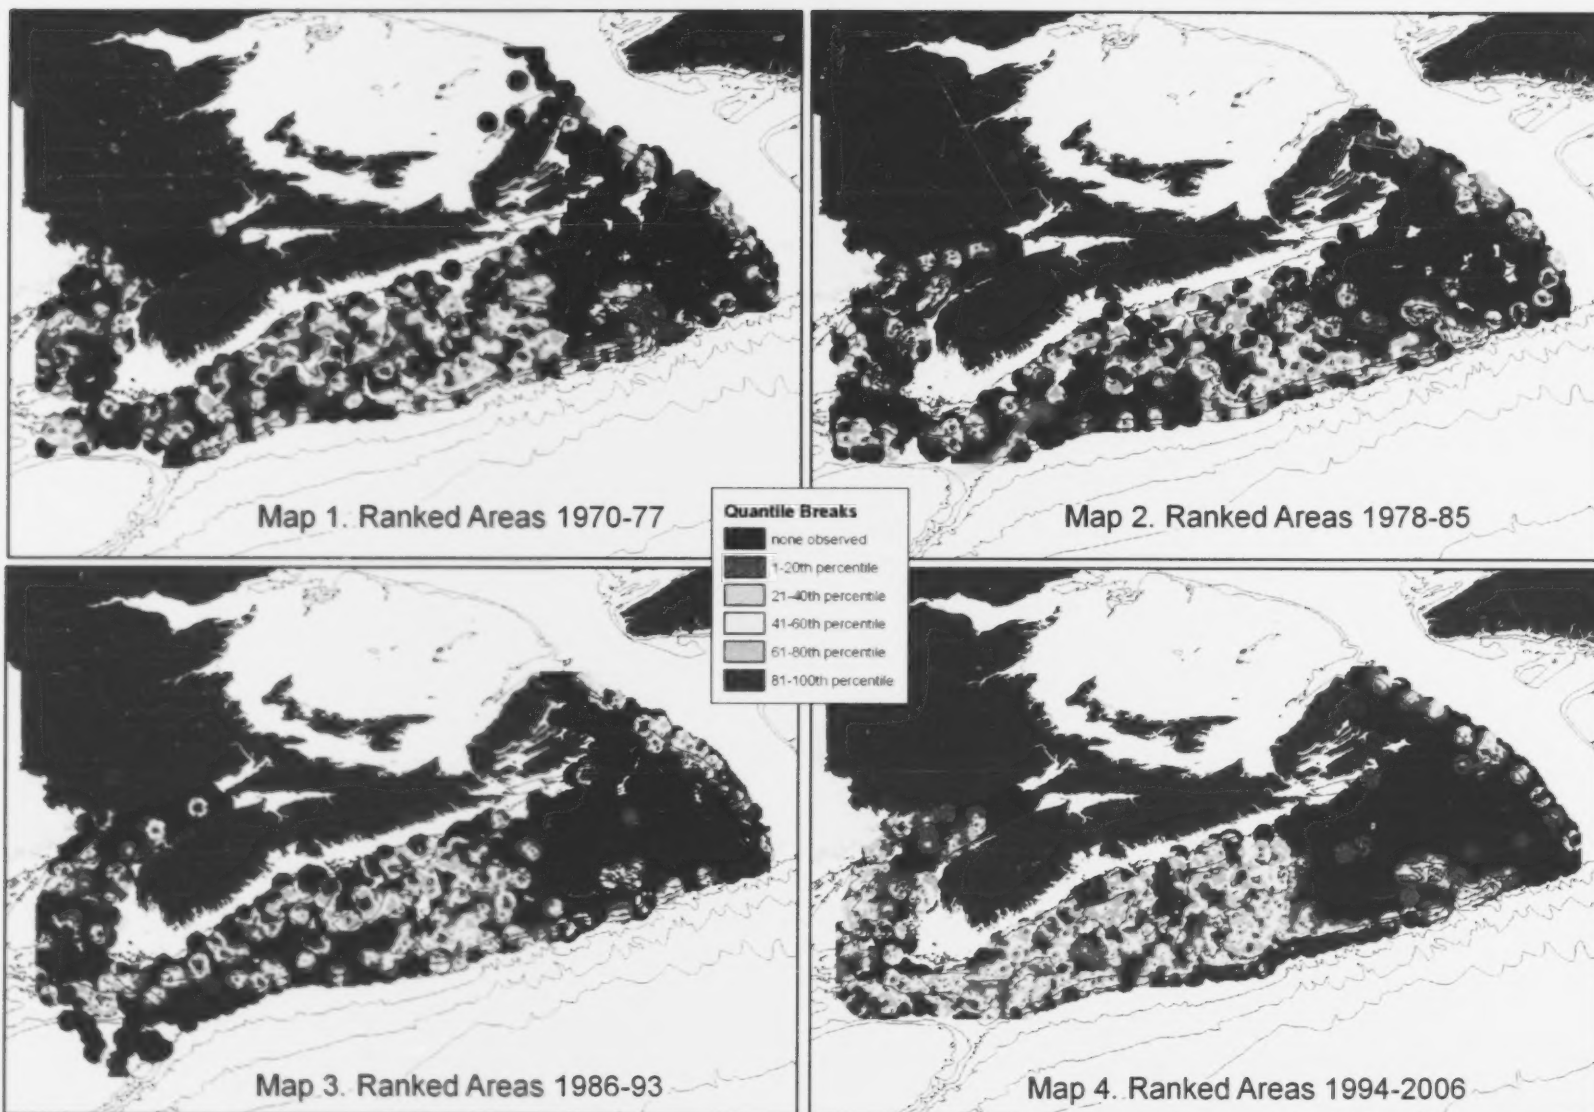 Map 1. Ranked Areas 1970-77
Map 2. Ranked Areas 1978-85
Quantile Breaks
none observed
1-20th percentile
21-40th percentile
41-60th percentile
61-80th percentile
81-100th percentile
Map 3. Ranked Areas 1986-93
Map 4. Ranked Areas 1994-2006